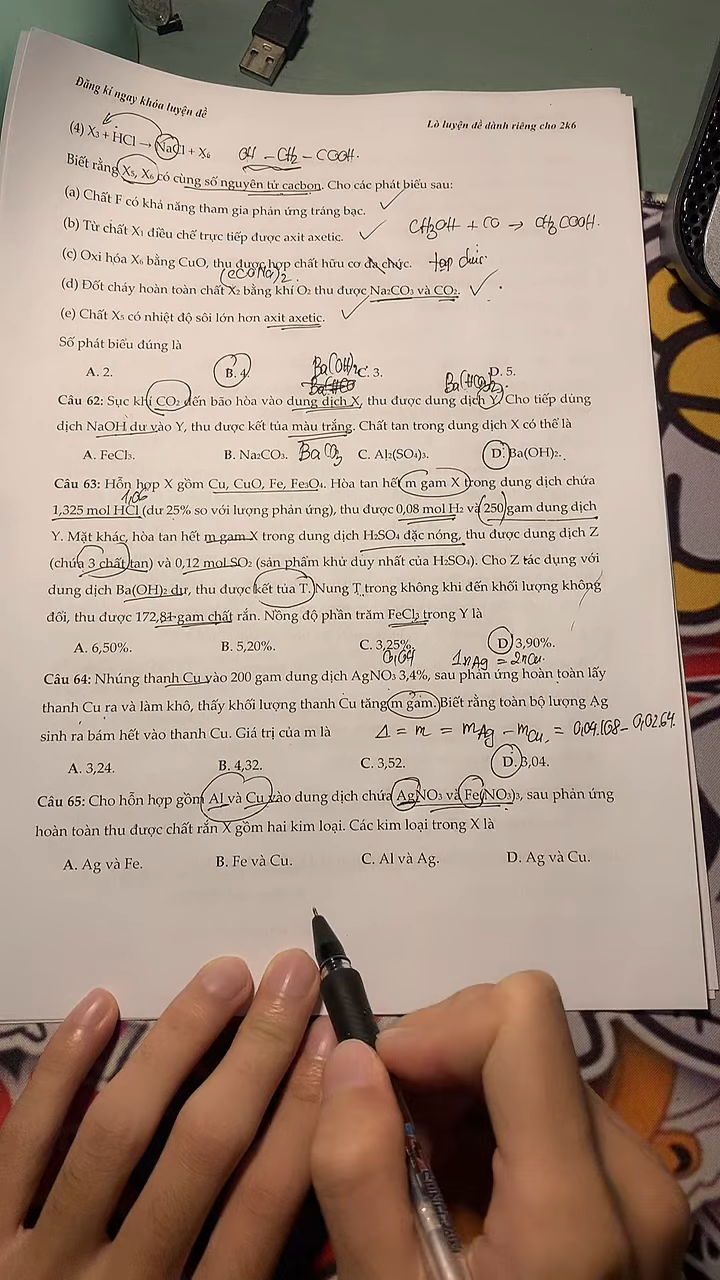 Đăng kí ngay khóa luyện đề
Lò luyện đề dành riêng cho 2k6
(4) X₃ + HCl → NaCl + X₆ OH - CH₂ - COOH.
Biết rằng X₅, X₆ có cùng số nguyên tử cacbon. Cho các phát biểu sau:
(a) Chất F có khả năng tham gia phản ứng tráng bạc.
CH₃OH + CO → CH₃COOH.
(b) Từ chất X₁ điều chế trực tiếp được axit axetic.
(c) Oxi hóa X₆ bằng CuO, thu được hợp chất hữu cơ đa chức. tạp chức
(COONa)₂
(d) Đốt cháy hoàn toàn chất X₂ bằng khí O₂ thu được Na₂CO₃ và CO₂.
(e) Chất X₅ có nhiệt độ sôi lớn hơn axit axetic.
Số phát biểu đúng là
A. 2. B. 4. C. 3. D. 5.
Ba(OH)₂ Ba(HCO₃)₂
Câu 62: Sục khí CO₂ đến bão hòa vào dung dịch X, thu được dung dịch Y. Cho tiếp dung
dịch NaOH dư vào Y, thu được kết tủa màu trắng. Chất tan trong dung dịch X có thể là
A. FeCl₃. B. Na₂CO₃. BaCO₃ C. Al₂(SO₄)₃. D. Ba(OH)₂.
Câu 63: Hỗn hợp X gồm Cu, CuO, Fe, Fe₃O₄. Hòa tan hết m gam X trong dung dịch chứa
1,06
1,325 mol HCl (dư 25% so với lượng phản ứng), thu được 0,08 mol H₂ và 250 gam dung dịch
Y. Mặt khác, hòa tan hết m gam X trong dung dịch H₂SO₄ đặc nóng, thu được dung dịch Z
(chứa 3 chất tan) và 0,12 mol SO₂ (sản phẩm khử duy nhất của H₂SO₄). Cho Z tác dụng với
dung dịch Ba(OH)₂ dư, thu được kết tủa T. Nung T trong không khí đến khối lượng không
đổi, thu được 172,81 gam chất rắn. Nồng độ phần trăm FeCl₃ trong Y là
A. 6,50%. B. 5,20%. C. 3,25%. D. 3,90%.
0,04 1nAg = 2nCu.
Câu 64: Nhúng thanh Cu vào 200 gam dung dịch AgNO₃ 3,4%, sau phản ứng hoàn toàn lấy
thanh Cu ra và làm khô, thấy khối lượng thanh Cu tăng m gam. Biết rằng toàn bộ lượng Ag
sinh ra bám hết vào thanh Cu. Giá trị của m là Δ = m = mAg - mCu = 0,04.108 - 0,02.64.
A. 3,24. B. 4,32. C. 3,52. D. 3,04.
Câu 65: Cho hỗn hợp gồm Al và Cu vào dung dịch chứa AgNO₃ và Fe(NO₃)₃, sau phản ứng
hoàn toàn thu được chất rắn X gồm hai kim loại. Các kim loại trong X là
A. Ag và Fe. B. Fe và Cu. C. Al và Ag. D. Ag và Cu.